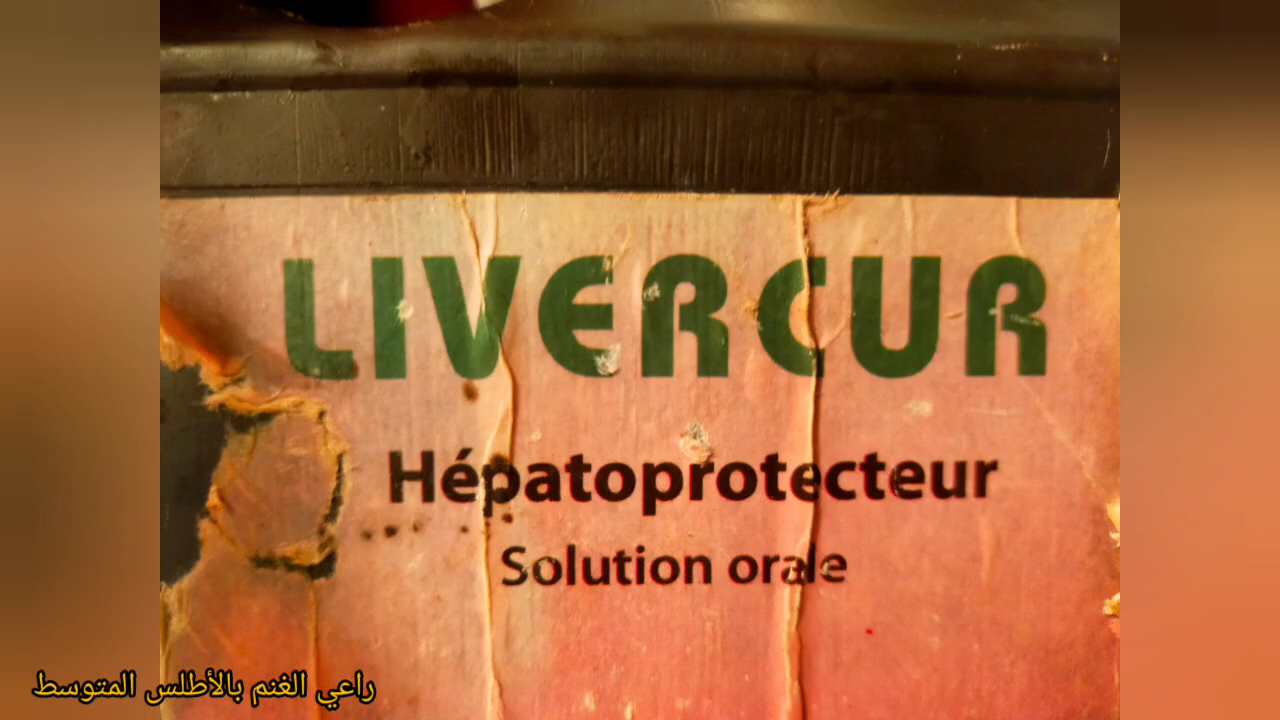 LIVERCUR
Hépatoprotecteur
Solution orale
راعي الغنم بالأطلس المتوسط